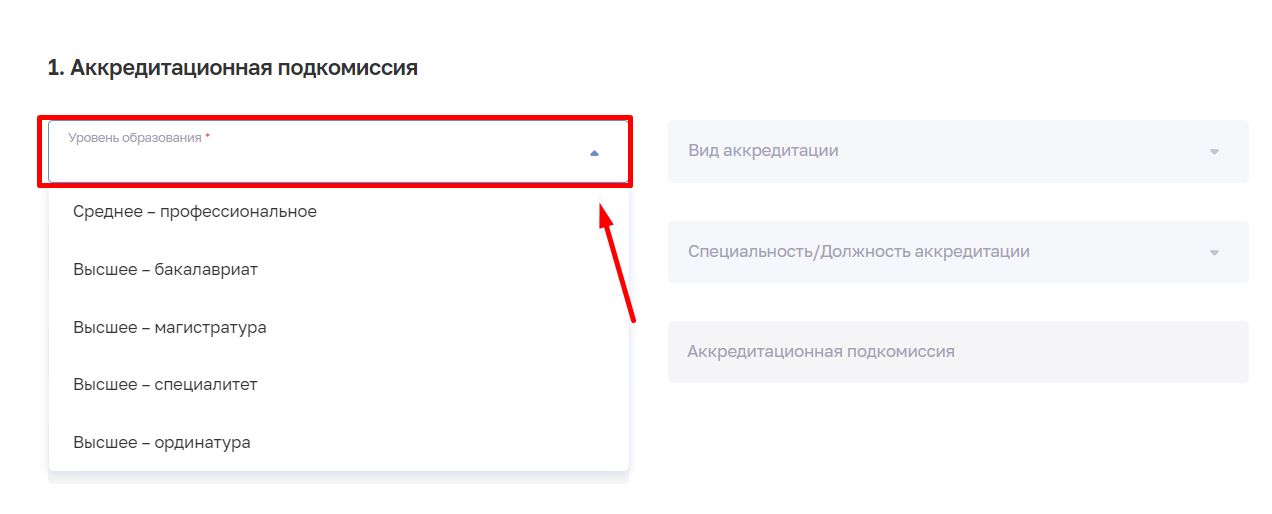 1. Аккредитационная подкомиссия
Уровень образования *
Среднее – профессиональное
Высшее – бакалавриат
Высшее – магистратура
Высшее – специалитет
Высшее – ординатура
Вид аккредитации
Специальность/Должность аккредитации
Аккредитационная подкомиссия